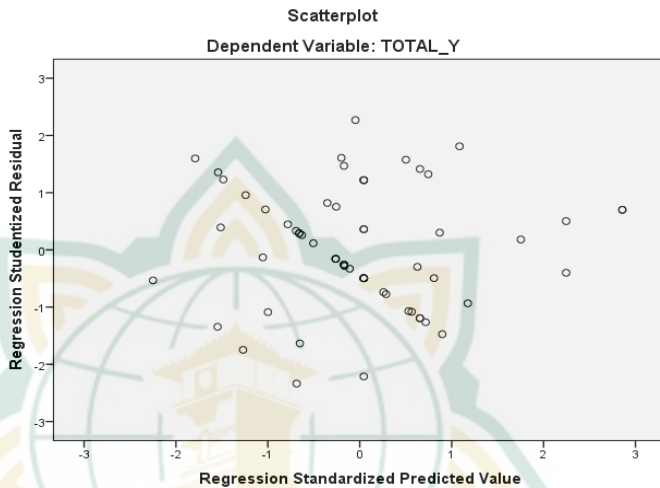 Scatterplot
Dependent Variable: TOTAL_Y
Regression Studentized Residual
3
2
1
0
-1
-2
-3
-3 -2 -1 0 1 2 3
Regression Standardized Predicted Value